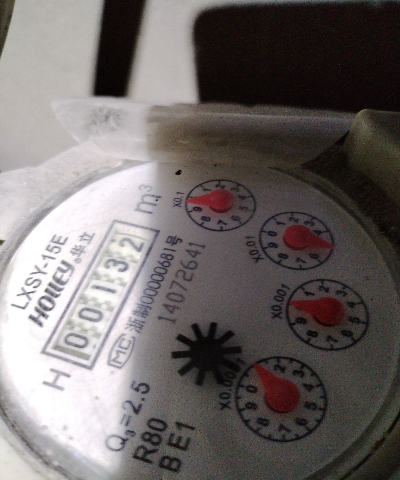 LXSY-15E
Holley 华立
00132 m³
H
MC 浙制00000681号
14072641
Q₃=2.5
R80
BE1
X0.1
X0.01
X0.001